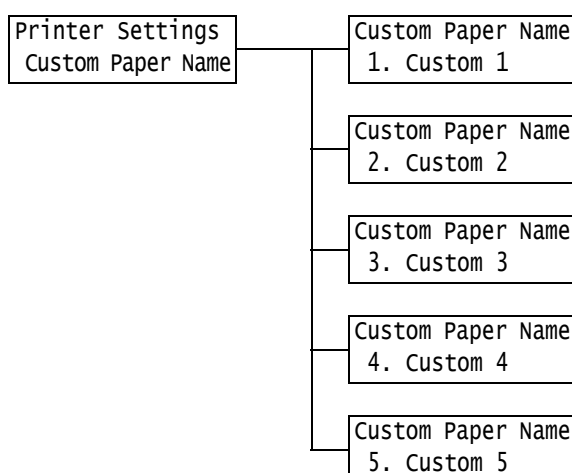 Printer Settings
Custom Paper Name
Custom Paper Name
1. Custom 1
Custom Paper Name
2. Custom 2
Custom Paper Name
3. Custom 3
Custom Paper Name
4. Custom 4
Custom Paper Name
5. Custom 5